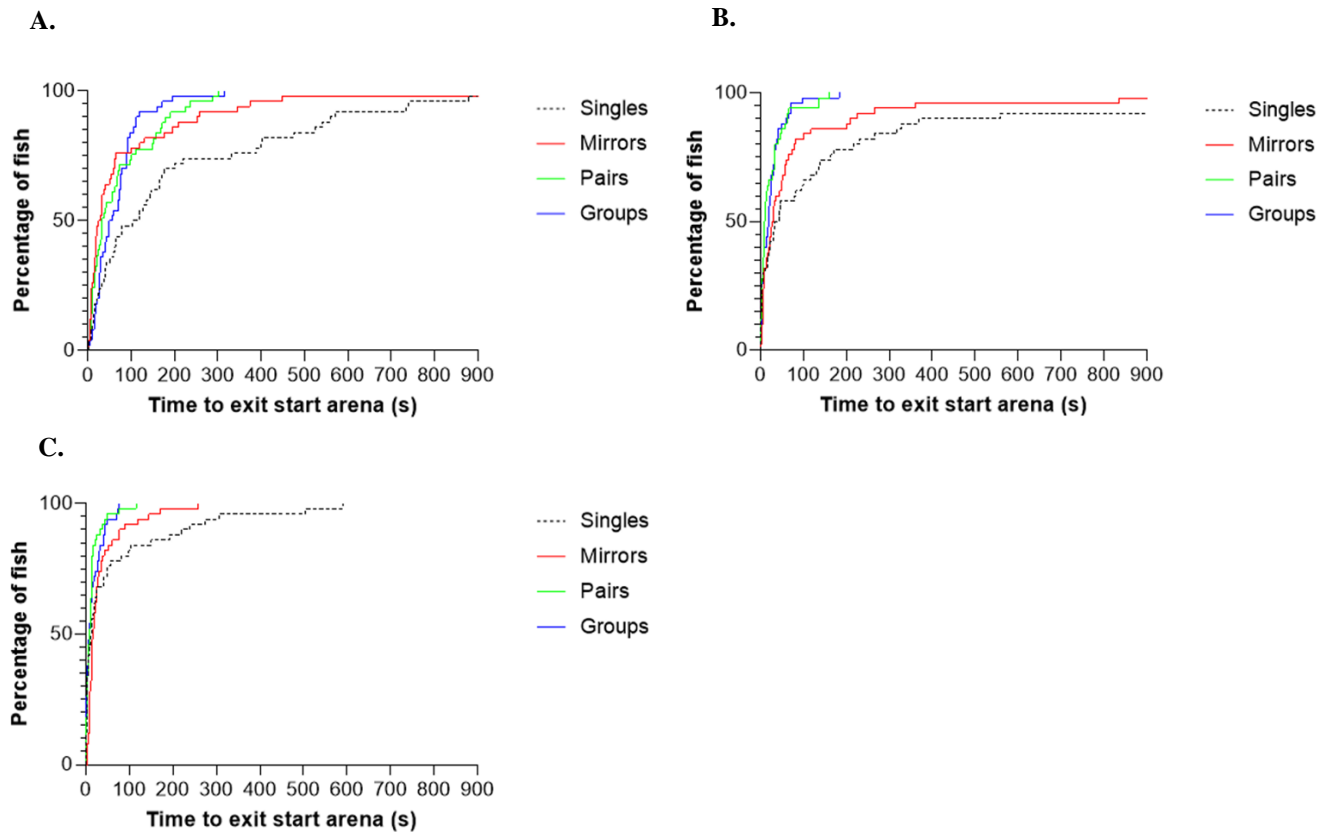 A.
100
50
0
Percentage of fish
0 100 200 300 400 500 600 700 800 900
Time to exit start arena (s)
Singles
Mirrors
Pairs
Groups
B.
100
50
0
Percentage of fish
0 100 200 300 400 500 600 700 800 900
Time to exit start arena (s)
Singles
Mirrors
Pairs
Groups
C.
100
50
0
Percentage of fish
0 100 200 300 400 500 600 700 800 900
Time to exit start arena (s)
Singles
Mirrors
Pairs
Groups